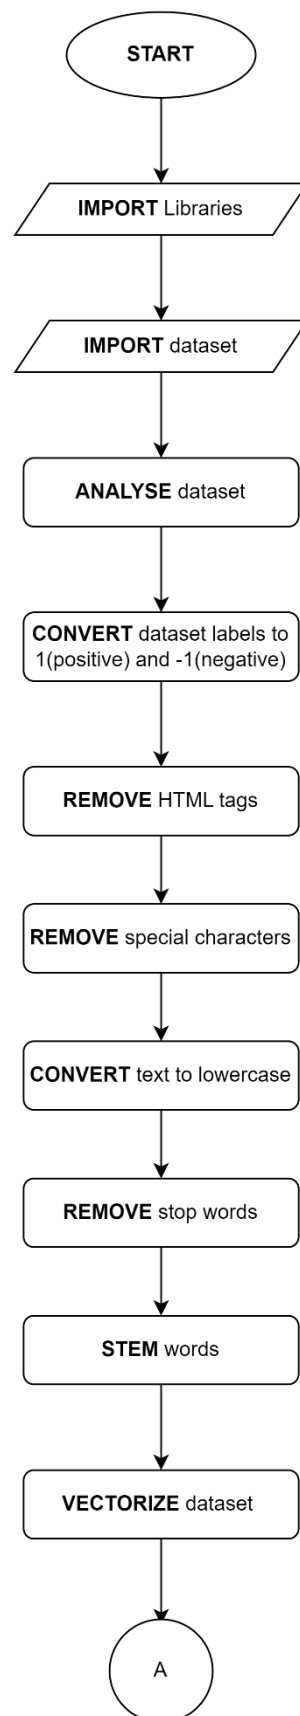 START
IMPORT Libraries
IMPORT dataset
ANALYSE dataset
CONVERT dataset labels to
1(positive) and -1(negative)
REMOVE HTML tags
REMOVE special characters
CONVERT text to lowercase
REMOVE stop words
STEM words
VECTORIZE dataset
A